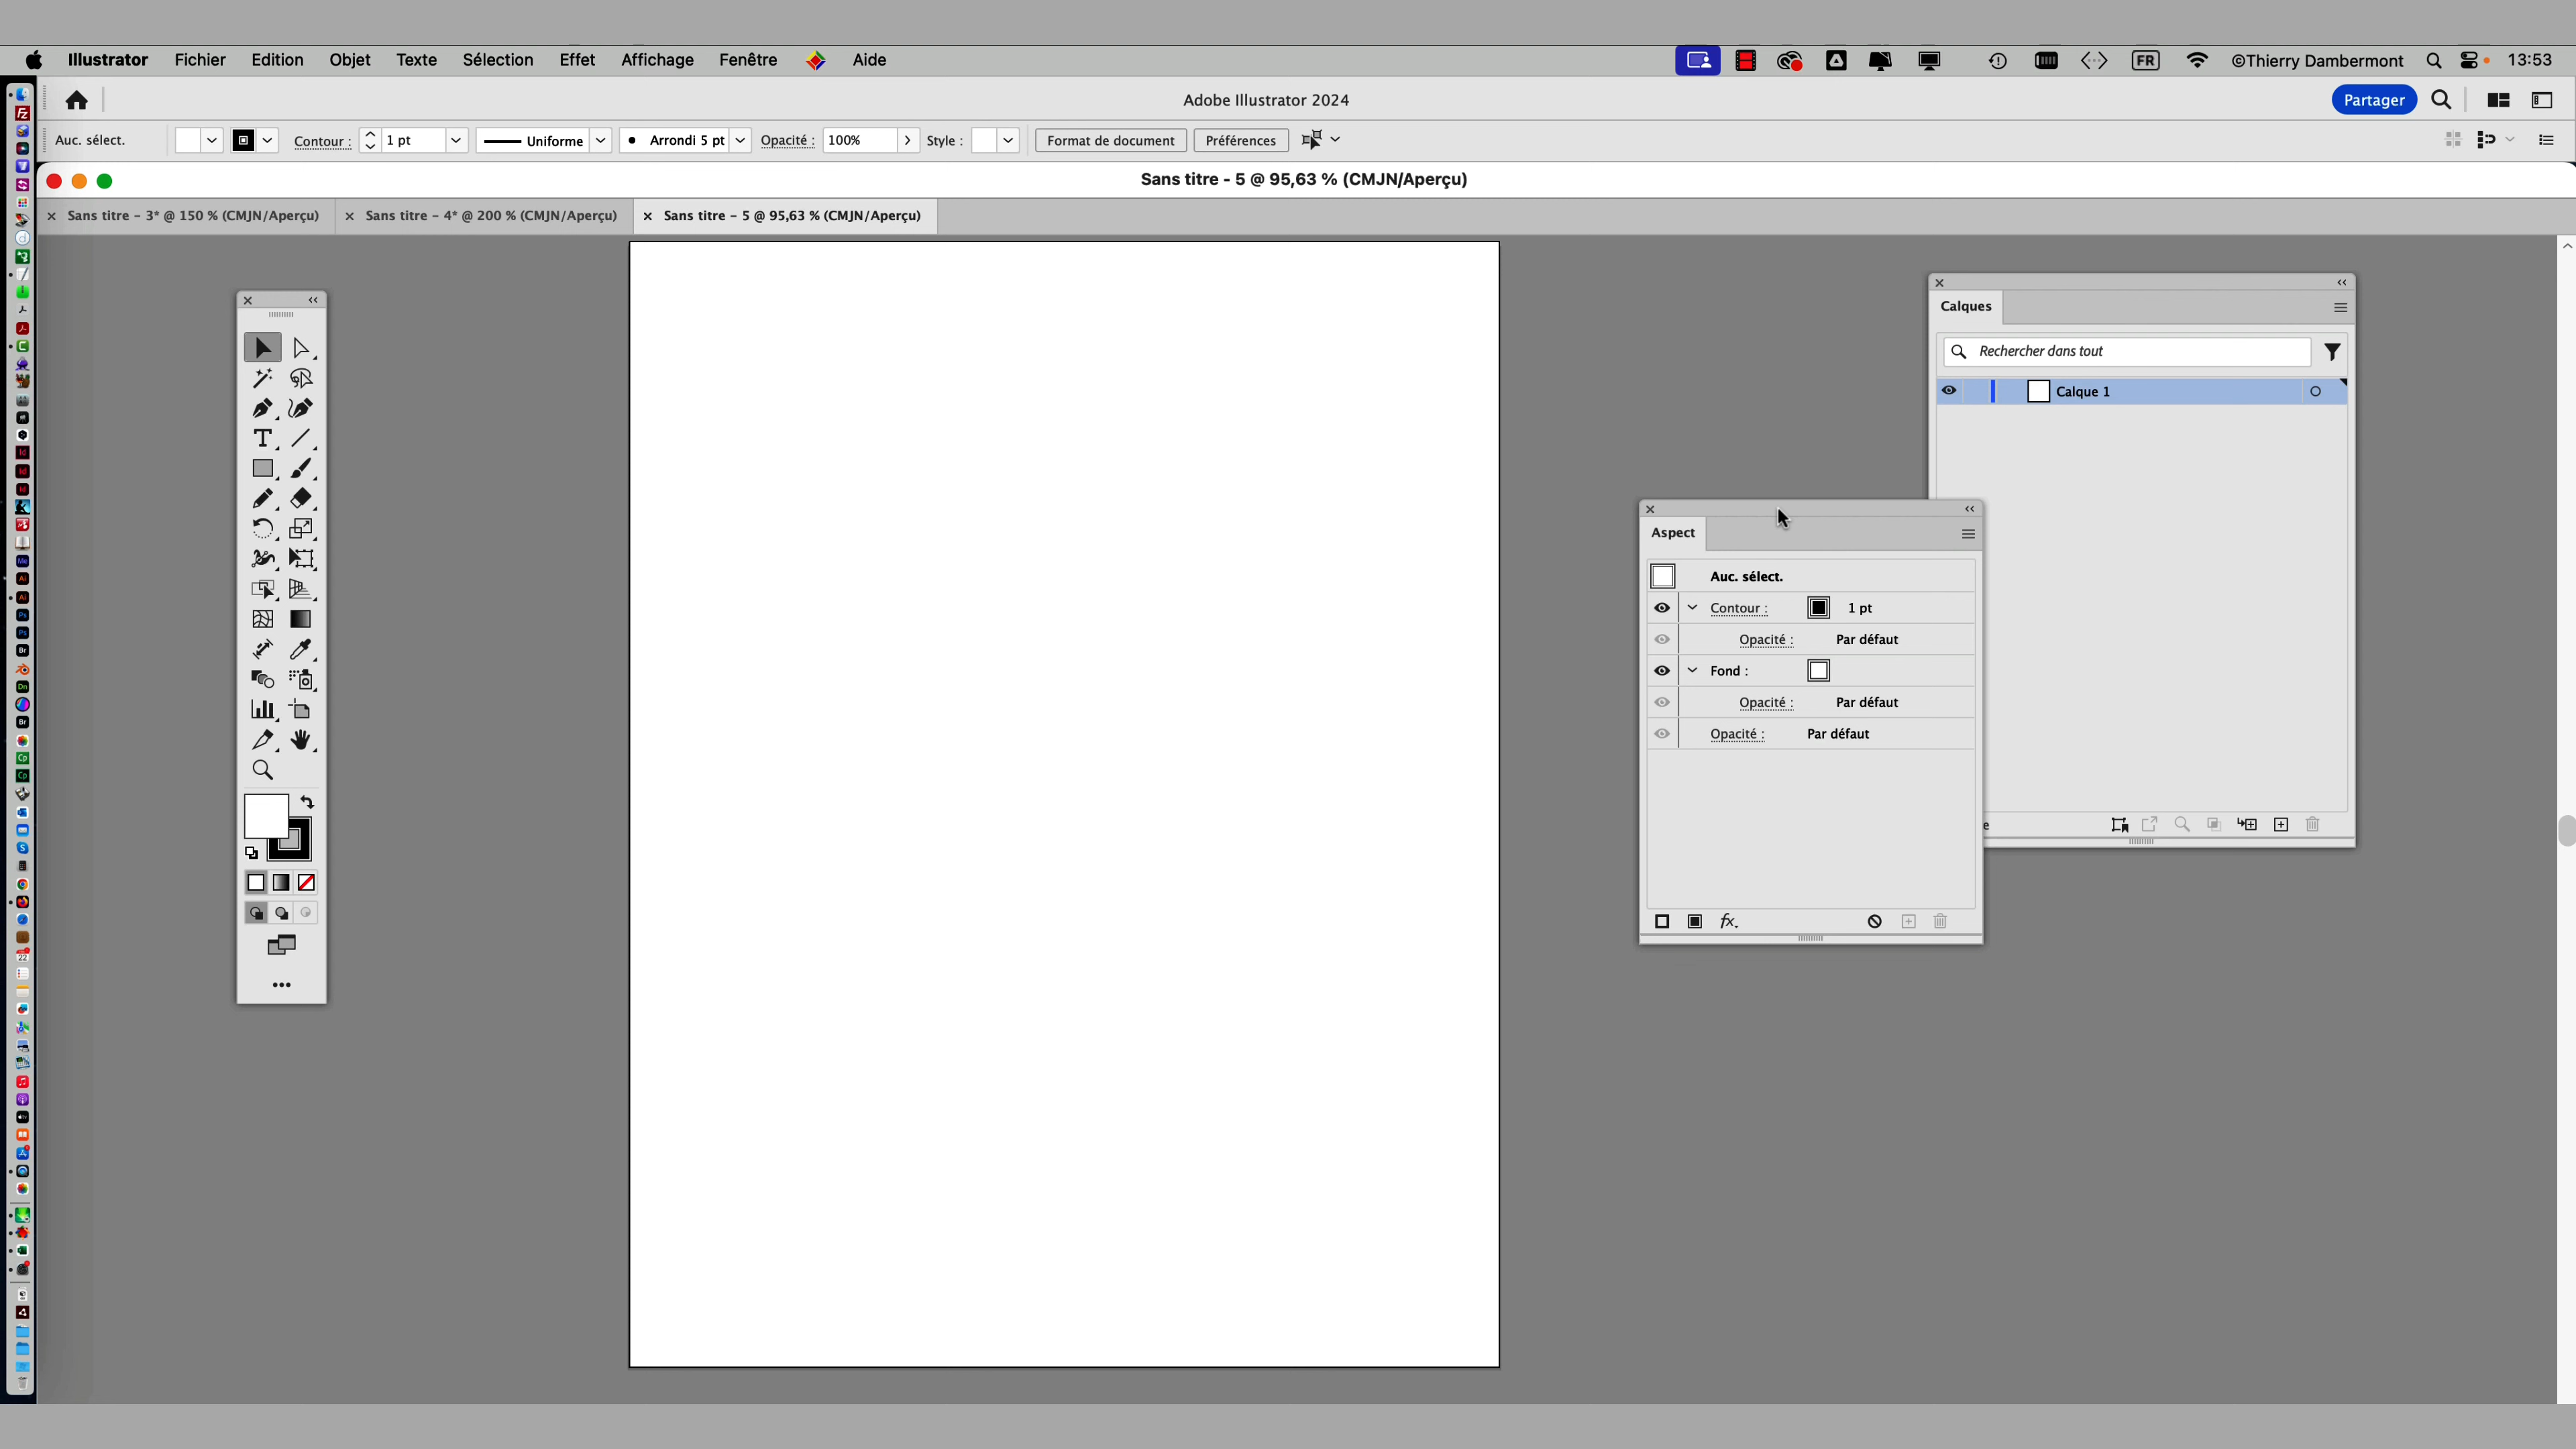 Illustrator Fichier Edition Objet Texte Sélection Effet Affichage Fenêtre Aide FR ©Thierry Dambermont 13:53
Adobe Illustrator 2024 Partager
Auc. sélect. Contour : 1 pt Uniforme Arrondi 5 pt Opacité : 100% Style : Format de document Préférences
Sans titre - 5 @ 95,63 % (CMJN/Aperçu)
Sans titre - 3* @ 150 % (CMJN/Aperçu) Sans titre - 4* @ 200 % (CMJN/Aperçu) Sans titre - 5 @ 95,63 % (CMJN/Aperçu)
Calques
Rechercher dans tout
Calque 1
Aspect
Auc. sélect.
Contour : 1 pt
Opacité : Par défaut
Fond :
Opacité : Par défaut
Opacité : Par défaut
e
fx